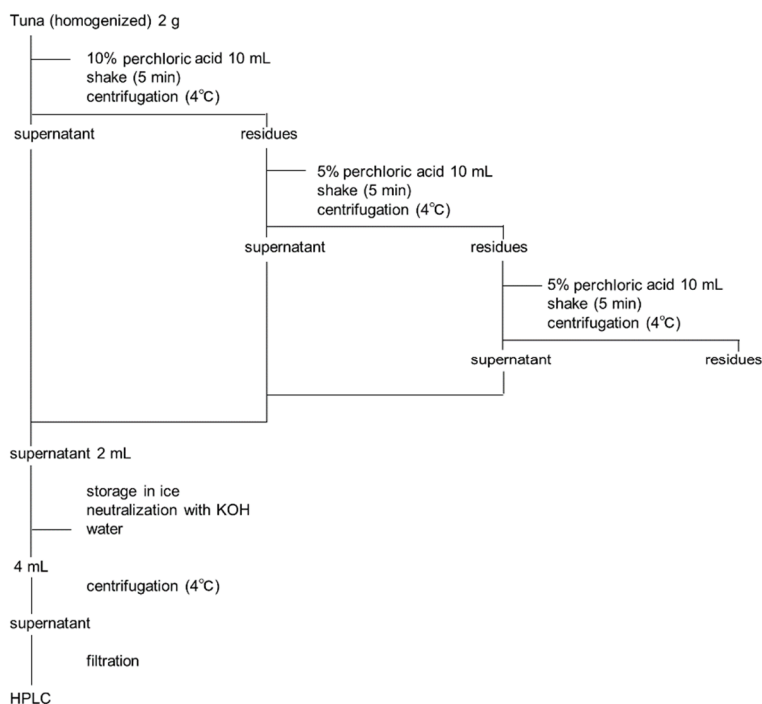 Tuna (homogenized) 2 g
10% perchloric acid 10 mL
shake (5 min)
centrifugation (4℃)
supernatant
residues
5% perchloric acid 10 mL
shake (5 min)
centrifugation (4℃)
supernatant
residues
5% perchloric acid 10 mL
shake (5 min)
centrifugation (4℃)
supernatant
residues
supernatant 2 mL
storage in ice
neutralization with KOH
water
4 mL
centrifugation (4℃)
supernatant
filtration
HPLC